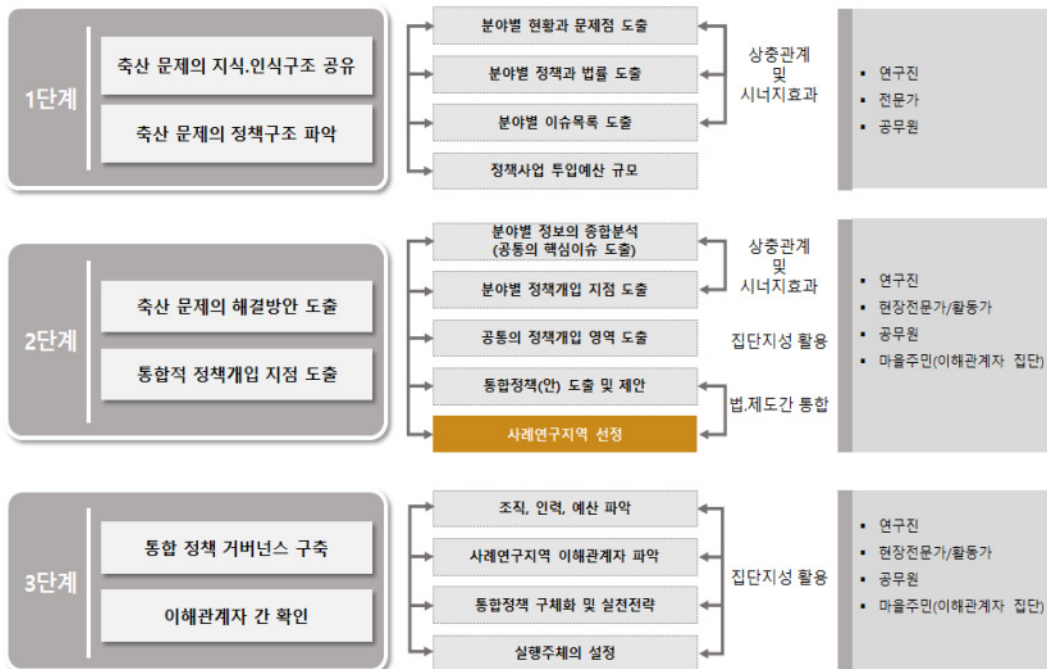 1단계
축산 문제의 지식.인식구조 공유
축산 문제의 정책구조 파악
분야별 현황과 문제점 도출
분야별 정책과 법률 도출
분야별 이슈목록 도출
정책사업 투입예산 규모
상충관계
및
시너지효과
▪ 연구진
▪ 전문가
▪ 공무원
2단계
축산 문제의 해결방안 도출
통합적 정책개입 지점 도출
분야별 정보의 종합분석
(공통의 핵심이슈 도출)
분야별 정책개입 지점 도출
공통의 정책개입 영역 도출
통합정책(안) 도출 및 제안
사례연구지역 선정
상충관계
및
시너지효과
집단지성 활용
법,제도간 통합
▪ 연구진
▪ 현장전문가/활동가
▪ 공무원
▪ 마을주민(이해관계자 집단)
3단계
통합 정책 거버넌스 구축
이해관계자 간 확인
조직, 인력, 예산 파악
사례연구지역 이해관계자 파악
통합정책 구체화 및 실천전략
실행주체의 설정
집단지성 활용
▪ 연구진
▪ 현장전문가/활동가
▪ 공무원
▪ 마을주민(이해관계자 집단)